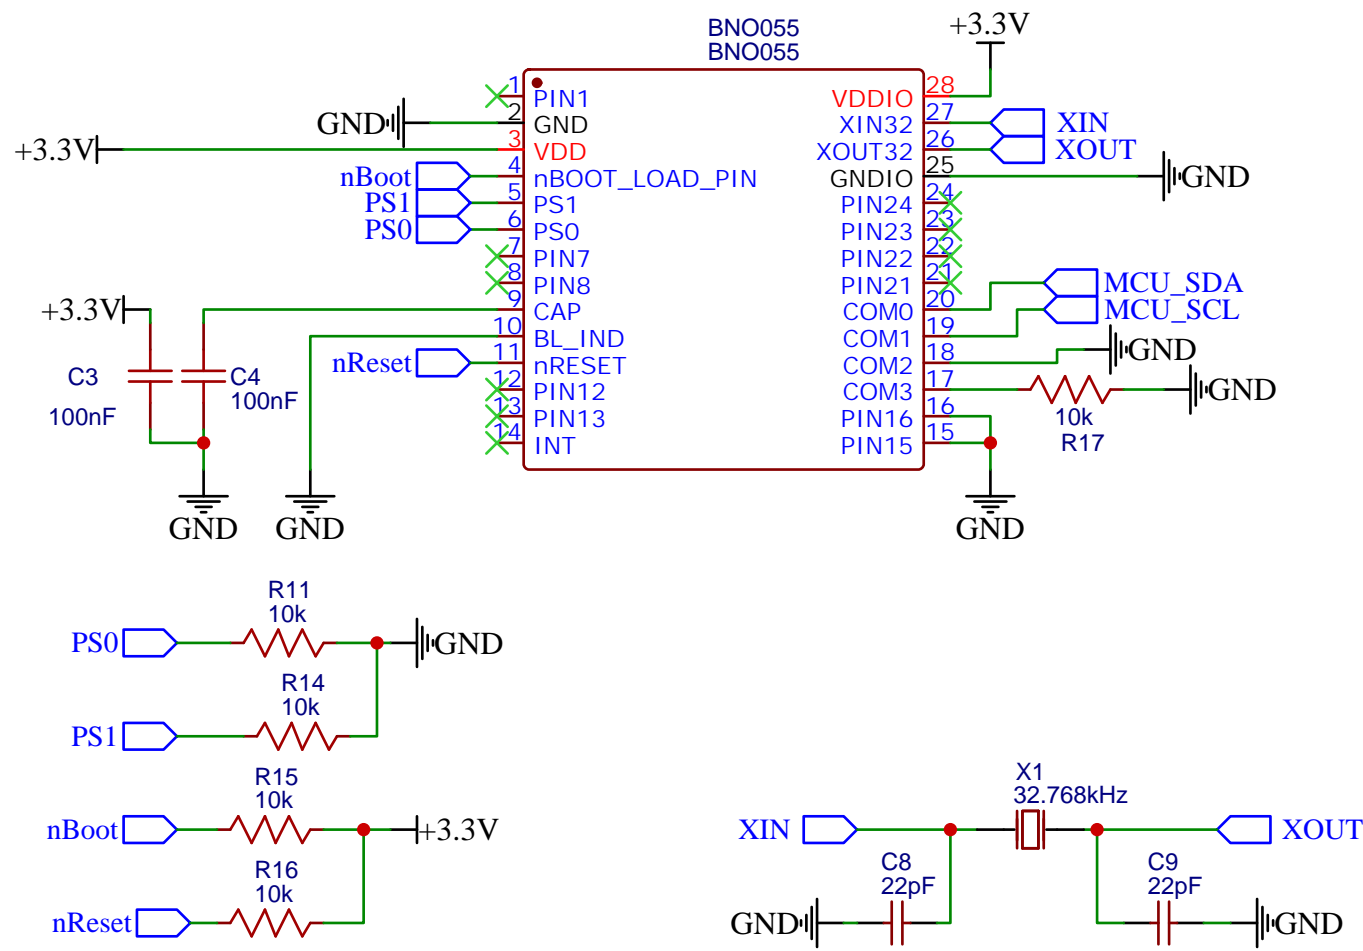 BNO055
BNO055
+3.3V
1 PIN1
2 GND
3 VDD
4 nBOOT_LOAD_PIN
5 PS1
6 PS0
7 PIN7
8 PIN8
9 CAP
10 BL_IND
11 nRESET
12 PIN12
13 PIN13
14 INT
VDDIO 28
XIN32 27
XOUT32 26
GNDIO 25
PIN24 24
PIN23 23
PIN22 22
PIN21 21
COM0 20
COM1 19
COM2 18
COM3 17
PIN16 16
PIN15 15
GND
+3.3V
nBoot
PS1
PS0
+3.3V
C3
100nF
C4
100nF
nReset
GND
GND
XIN
XOUT
GND
MCU_SDA
MCU_SCL
GND
GND
10k
R17
GND
R11
10k
PS0
GND
R14
10k
PS1
R15
10k
nBoot
+3.3V
R16
10k
nReset
X1
32.768kHz
XIN
XOUT
C8
22pF
C9
22pF
GND
GND